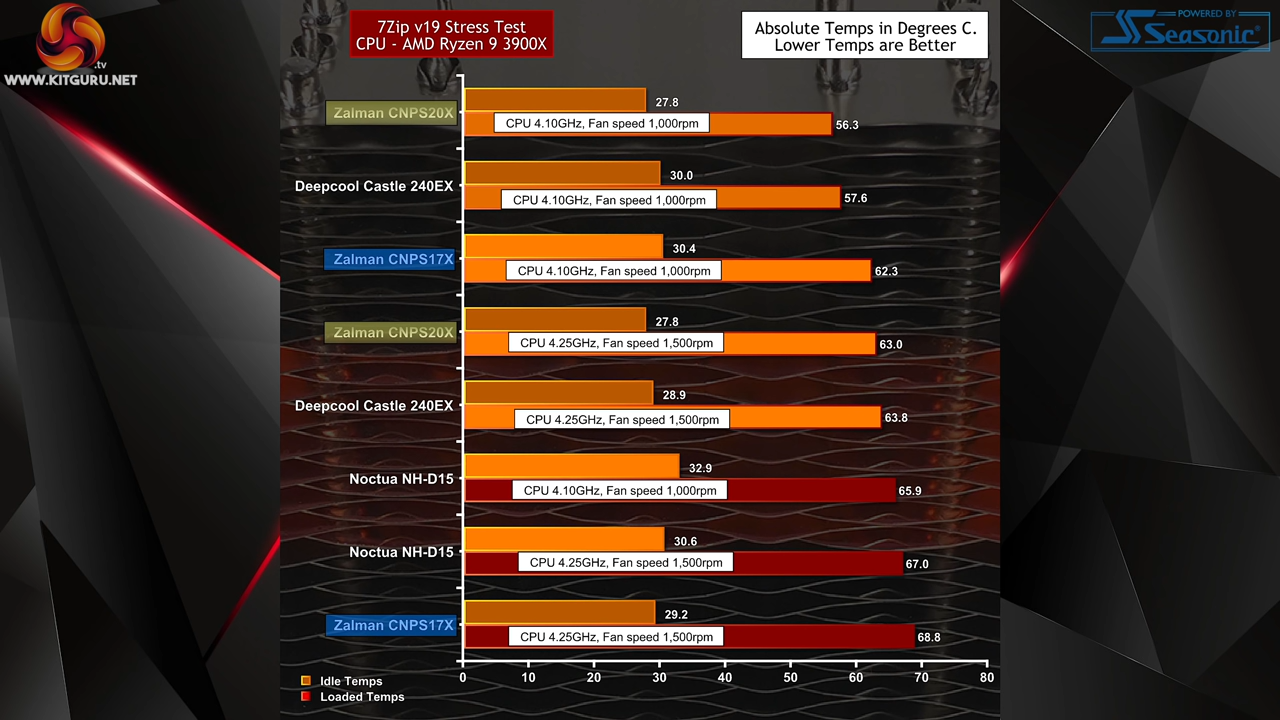 .tv
WWW.KITGURU.NET
7Zip v19 Stress Test
CPU - AMD Ryzen 9 3900X
Absolute Temps in Degrees C.
Lower Temps are Better
POWERED BY
Seasonic
Zalman CNPS20X
27.8
CPU 4.10GHz, Fan speed 1,000rpm
56.3
Deepcool Castle 240EX
30.0
CPU 4.10GHz, Fan speed 1,000rpm
57.6
Zalman CNPS17X
30.4
CPU 4.10GHz, Fan speed 1,000rpm
62.3
Zalman CNPS20X
27.8
CPU 4.25GHz, Fan speed 1,500rpm
63.0
Deepcool Castle 240EX
28.9
CPU 4.25GHz, Fan speed 1,500rpm
63.8
Noctua NH-D15
32.9
CPU 4.10GHz, Fan speed 1,000rpm
65.9
Noctua NH-D15
30.6
CPU 4.25GHz, Fan speed 1,500rpm
67.0
Zalman CNPS17X
29.2
CPU 4.25GHz, Fan speed 1,500rpm
68.8
0 10 20 30 40 50 60 70 80
Idle Temps
Loaded Temps